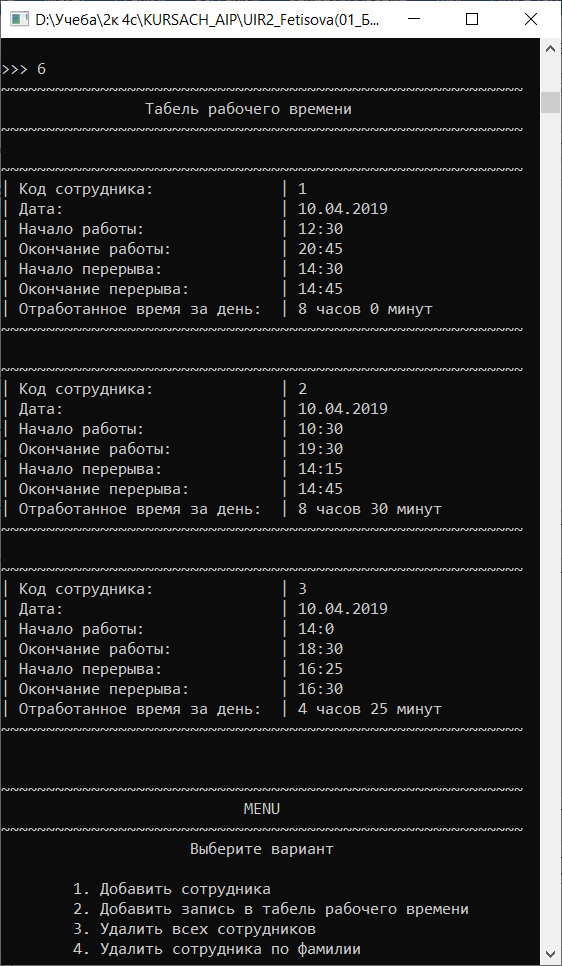 D:\Учеба\2к 4с\KURSACH_AIP\UIR2_Fetisova(01_Б...
>>> 6
~~~~~~~~~~~~~~~~~~~~~~~~~~~~~~~~~~~~~~~~~~~~~~~~~~~~~~~~~~
Табель рабочего времени
~~~~~~~~~~~~~~~~~~~~~~~~~~~~~~~~~~~~~~~~~~~~~~~~~~~~~~~~~~
~~~~~~~~~~~~~~~~~~~~~~~~~~~~~~~~~~~~~~~~~~~~~~~~~~~~~~~~~~
| Код сотрудника: | 1
| Дата: | 10.04.2019
| Начало работы: | 12:30
| Окончание работы: | 20:45
| Начало перерыва: | 14:30
| Окончание перерыва: | 14:45
| Отработанное время за день: | 8 часов 0 минут
~~~~~~~~~~~~~~~~~~~~~~~~~~~~~~~~~~~~~~~~~~~~~~~~~~~~~~~~~~
~~~~~~~~~~~~~~~~~~~~~~~~~~~~~~~~~~~~~~~~~~~~~~~~~~~~~~~~~~
| Код сотрудника: | 2
| Дата: | 10.04.2019
| Начало работы: | 10:30
| Окончание работы: | 19:30
| Начало перерыва: | 14:15
| Окончание перерыва: | 14:45
| Отработанное время за день: | 8 часов 30 минут
~~~~~~~~~~~~~~~~~~~~~~~~~~~~~~~~~~~~~~~~~~~~~~~~~~~~~~~~~~
~~~~~~~~~~~~~~~~~~~~~~~~~~~~~~~~~~~~~~~~~~~~~~~~~~~~~~~~~~
| Код сотрудника: | 3
| Дата: | 10.04.2019
| Начало работы: | 14:0
| Окончание работы: | 18:30
| Начало перерыва: | 16:25
| Окончание перерыва: | 16:30
| Отработанное время за день: | 4 часов 25 минут
~~~~~~~~~~~~~~~~~~~~~~~~~~~~~~~~~~~~~~~~~~~~~~~~~~~~~~~~~~
~~~~~~~~~~~~~~~~~~~~~~~~~~~~~~~~~~~~~~~~~~~~~~~~~~~~~~~~~~
MENU
~~~~~~~~~~~~~~~~~~~~~~~~~~~~~~~~~~~~~~~~~~~~~~~~~~~~~~~~~~
Выберите вариант
1. Добавить сотрудника
2. Добавить запись в табель рабочего времени
3. Удалить всех сотрудников
4. Удалить сотрудника по фамилии